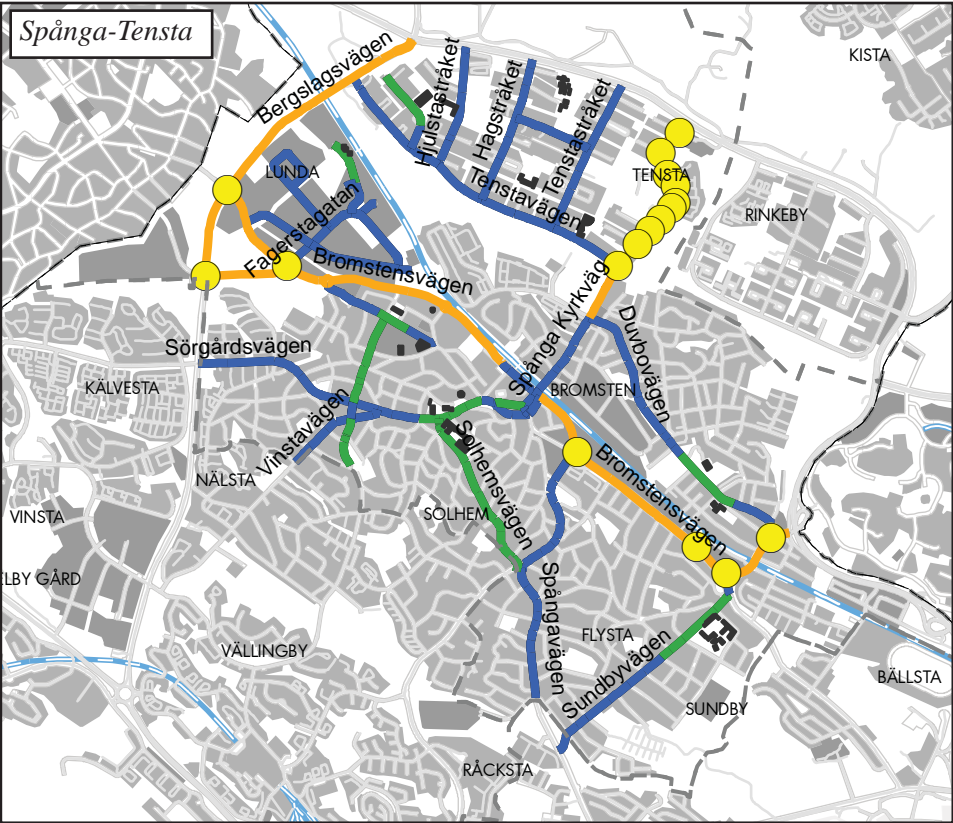 Spånga-Tensta
KISTA
Bergslagsvägen
Hjulstastråket
Hagstråket
Tenstastråket
LUNDA
TENSTA
Tenstavägen
RINKEBY
Fagerstagatan
Bromstensvägen
Spånga Kyrkväg
Duvbovägen
Sörgårdsvägen
KÄLVESTA
BROMSTEN
Vinstavägen
NÄLSTA
Solhemsvägen
Bromstensvägen
VINSTA
SOLHEM
ELBY GÅRD
Spångavägen
FLYSTA
Sundbyvägen
VÄLLINGBY
BÄLLSTA
SUNDBY
RÅCKSTA